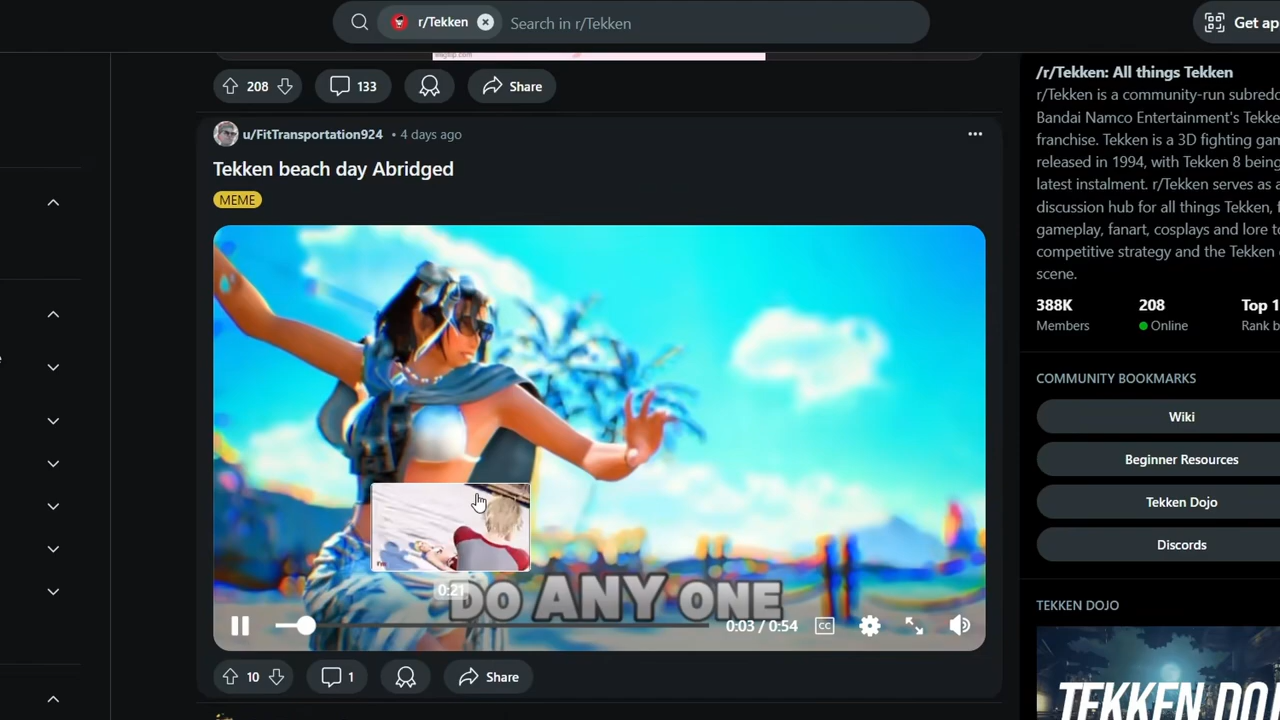 r/Tekken
Search in r/Tekken
Get ap
208
133
Share
u/FitTransportation924 • 4 days ago
Tekken beach day Abridged
MEME
0:21
DO ANY ONE
0:03 / 0:54
CC
10
1
Share
/r/Tekken: All things Tekken
r/Tekken is a community-run subredd
Bandai Namco Entertainment's Tekke
franchise. Tekken is a 3D fighting gam
released in 1994, with Tekken 8 being
latest instalment. r/Tekken serves as a
discussion hub for all things Tekken, f
gameplay, fanart, cosplays and lore to
competitive strategy and the Tekken
scene.
388K
Members
208
Online
Top 1
Rank b
COMMUNITY BOOKMARKS
Wiki
Beginner Resources
Tekken Dojo
Discords
TEKKEN DOJO
TEKKEN DO